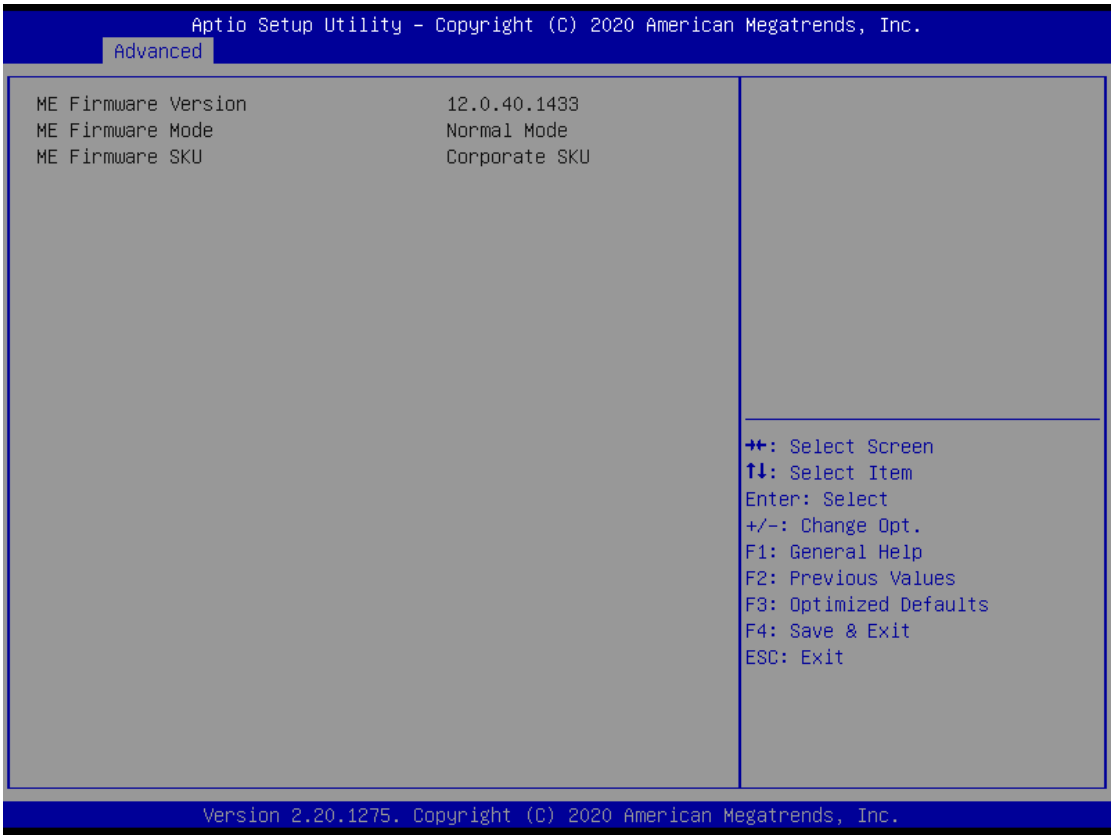 Aptio Setup Utility – Copyright (C) 2020 American Megatrends, Inc.
Advanced
ME Firmware Version 12.0.40.1433
ME Firmware Mode Normal Mode
ME Firmware SKU Corporate SKU
→←: Select Screen
↑↓: Select Item
Enter: Select
+/-: Change Opt.
F1: General Help
F2: Previous Values
F3: Optimized Defaults
F4: Save & Exit
ESC: Exit
Version 2.20.1275. Copyright (C) 2020 American Megatrends, Inc.